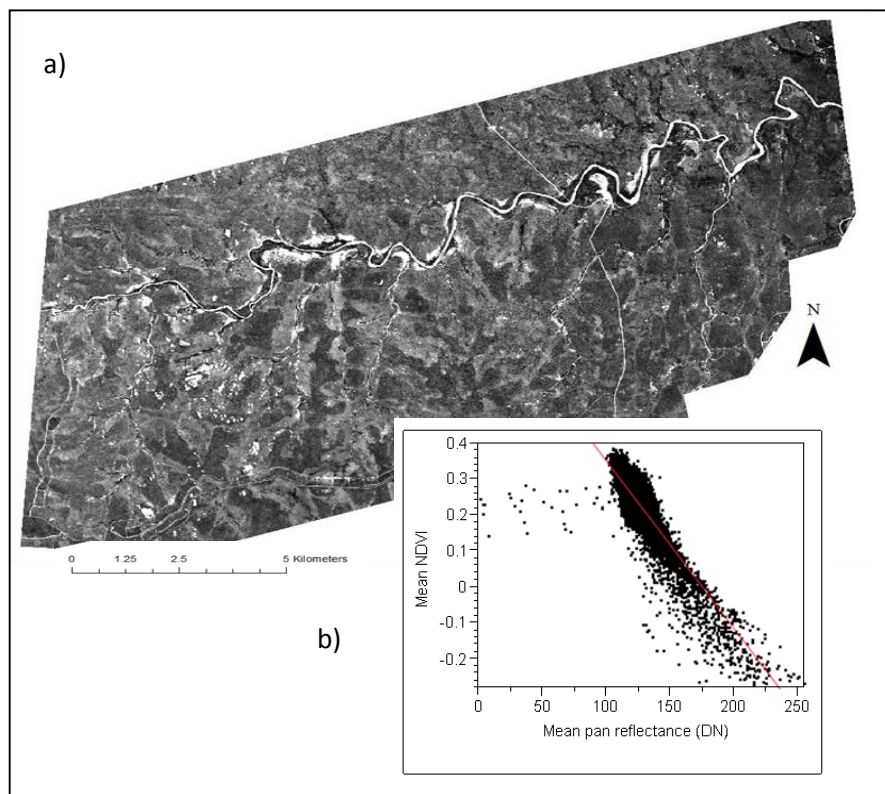 a)
N
0 1.25 2.5 5 Kilometers
b)
0.4
0.3
0.2
0.1
0
-0.1
-0.2
Mean NDVI
0 50 100 150 200 250
Mean pan reflectance (DN)